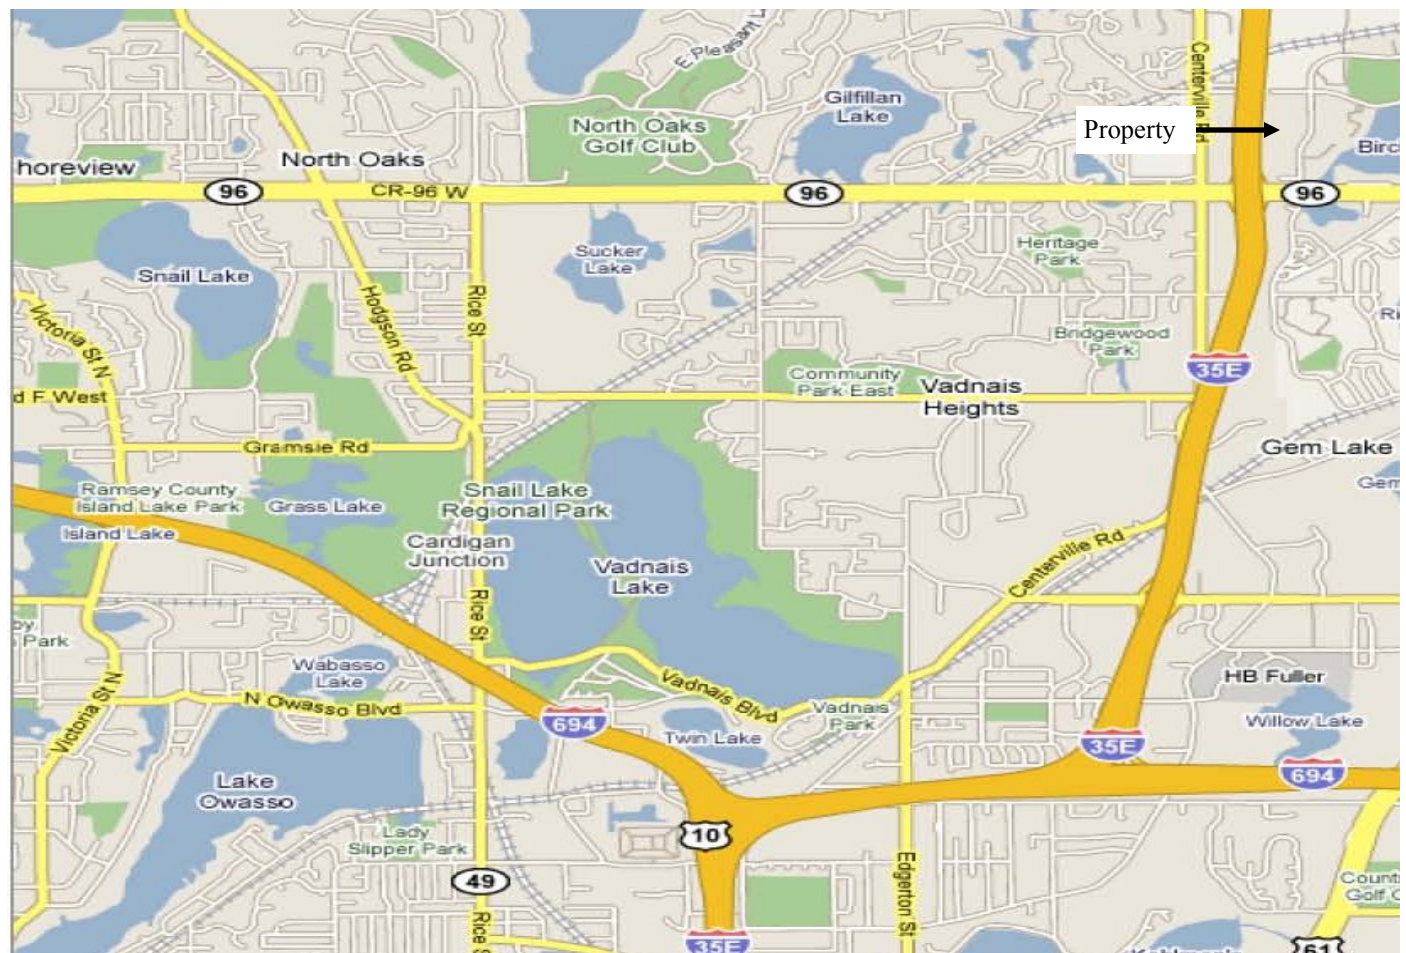 E Pleasant L
Centerville Rd
Gilfillan
Lake
North Oaks
Golf Club
Property
Birc
horeview
North Oaks
96
CR-96 W
96
96
Heritage
Park
Sucker
Lake
Snail Lake
Rice St
Hodgson Rd
Victoria St N
Ri
Bridgewood
Park
35E
Community
Park East
Vadnais
Heights
d F West
Gramsie Rd
Gem Lake
Gem
Ramsey County
Island Lake Park
Grass Lake
Snail Lake
Regional Park
Island Lake
Cardigan
Junction
Vadnais
Lake
Centerville Rd
Rice St
by
Park
Wabasso
Lake
HB Fuller
Victoria St N
N Owasso Blvd
Vadnais Blvd
Vadnais
Park
694
Twin Lake
Willow Lake
35E
694
Lake
Owasso
10
Lady
Slipper Park
49
Edgerton St
Count
Golf C
Rice S
35E
61